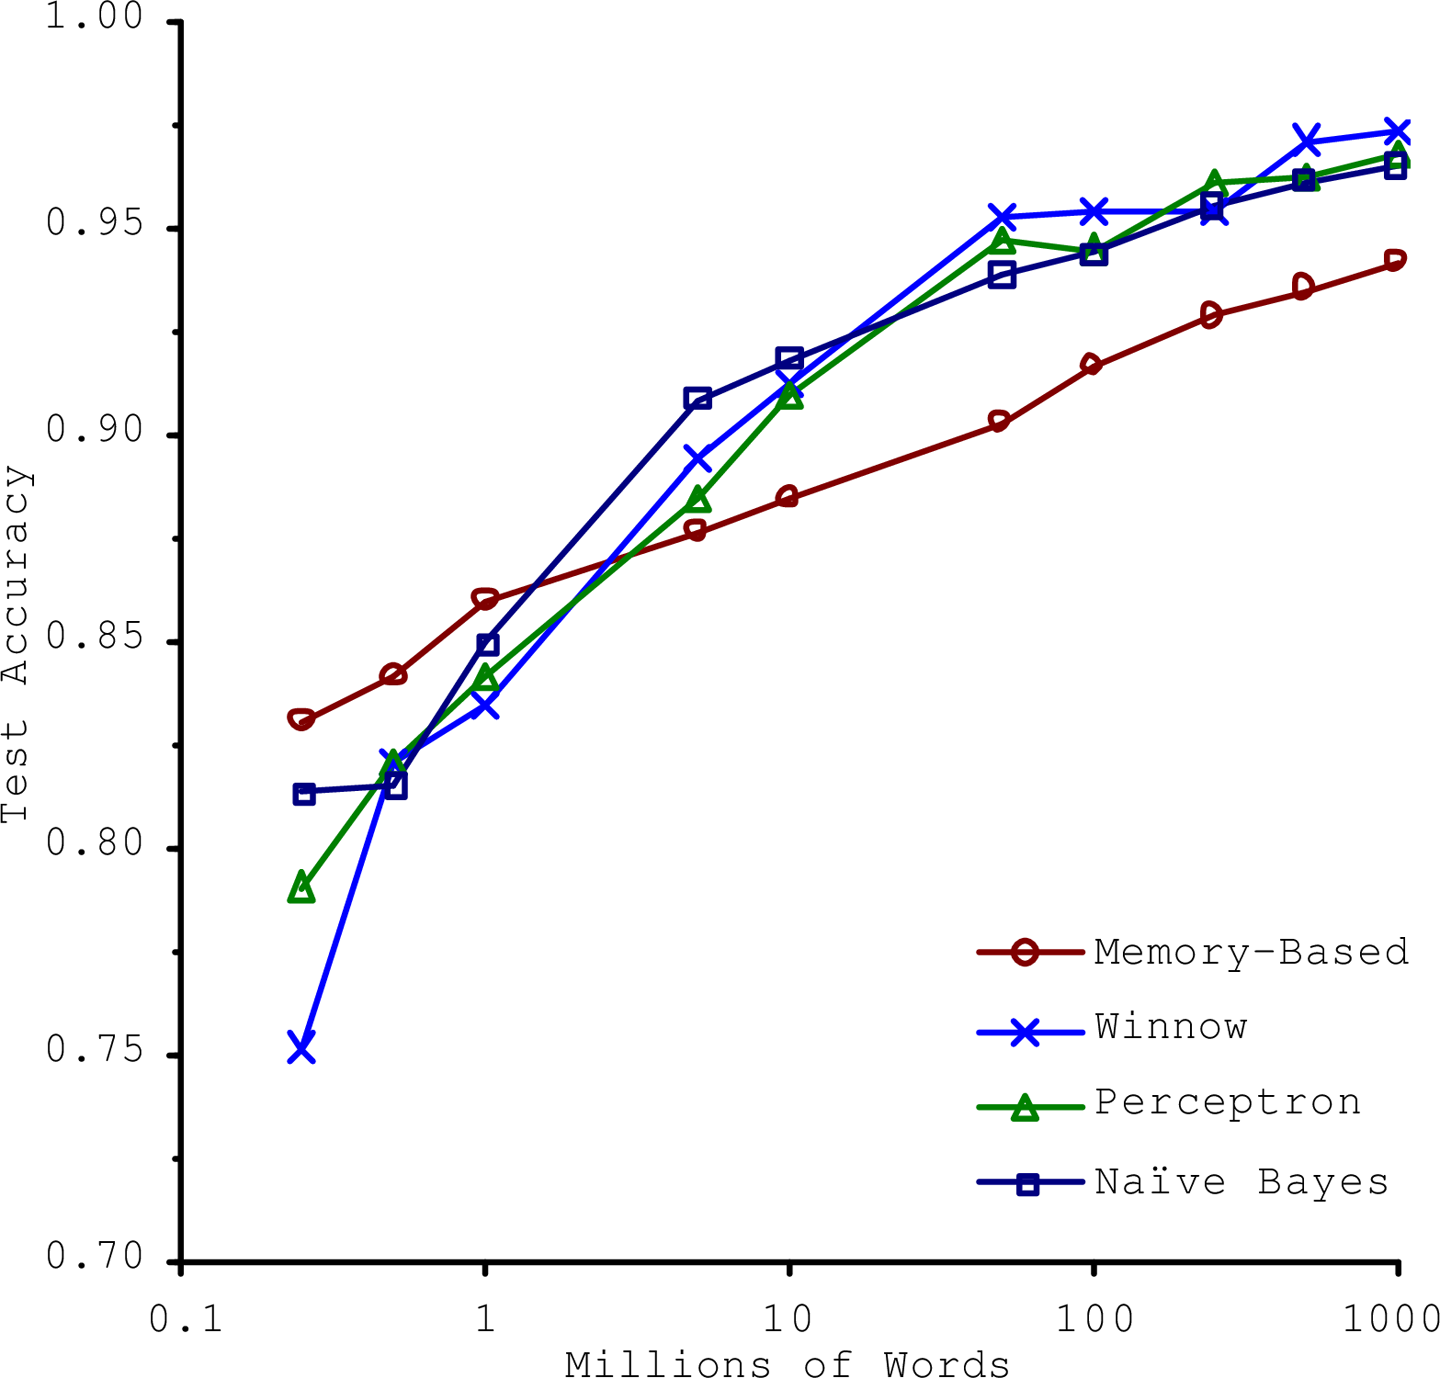 1.00
0.95
0.90
0.85
0.80
0.75
0.70
Test Accuracy
0.1
1
10
100
1000
Millions of Words
Memory-Based
Winnow
Perceptron
Naïve Bayes